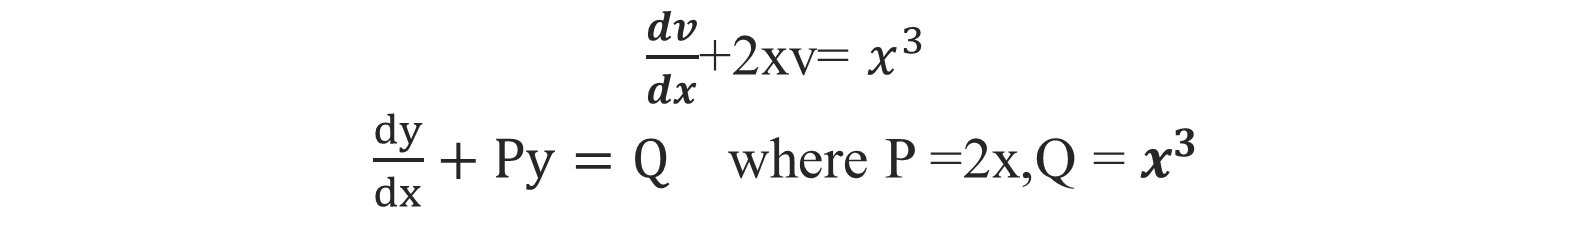 dv/dx+2xv= x³
dy/dx + Py = Q where P =2x,Q = x³